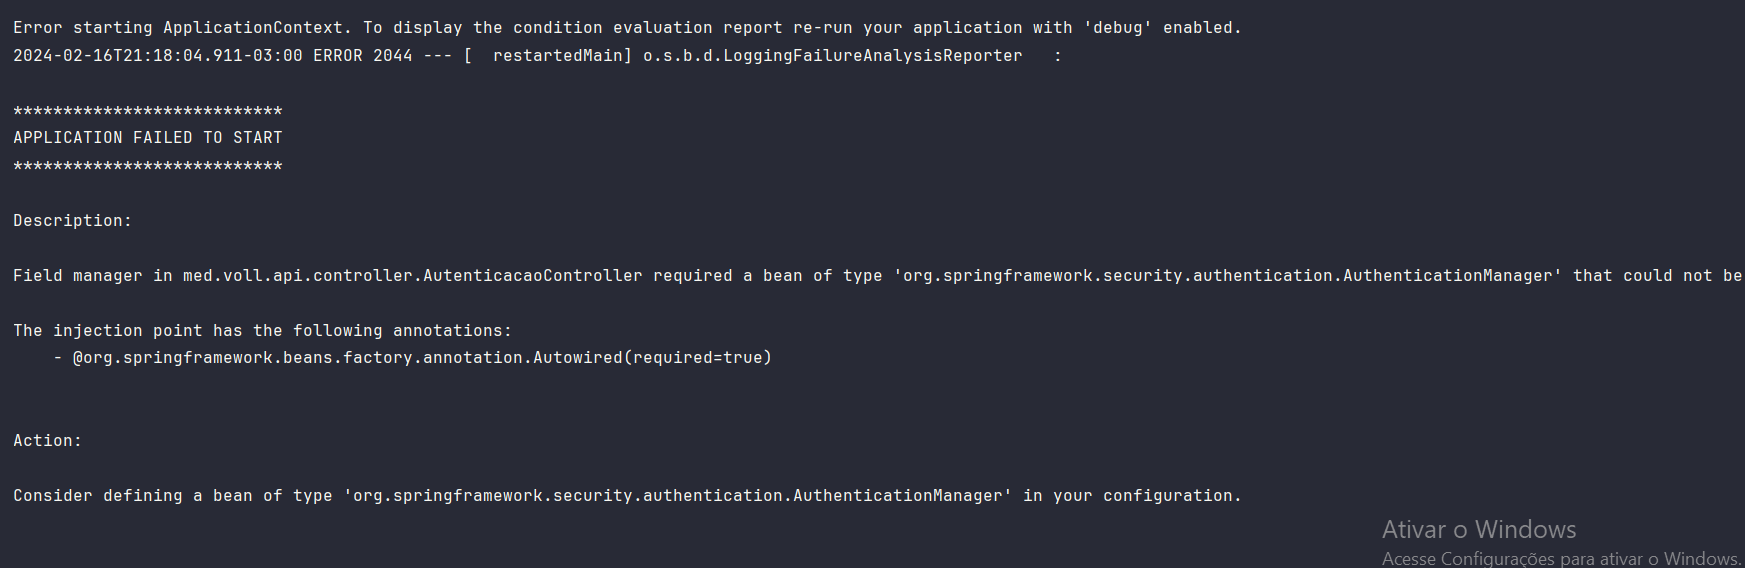 Error starting ApplicationContext. To display the condition evaluation report re-run your application with 'debug' enabled.
2024-02-16T21:18:04.911-03:00 ERROR 2044 --- [  restartedMain] o.s.b.d.LoggingFailureAnalysisReporter   :
***************************
APPLICATION FAILED TO START
***************************
Description:
Field manager in med.voll.api.controller.AutenticacaoController required a bean of type 'org.springframework.security.authentication.AuthenticationManager' that could not be
The injection point has the following annotations:
    - @org.springframework.beans.factory.annotation.Autowired(required=true)
Action:
Consider defining a bean of type 'org.springframework.security.authentication.AuthenticationManager' in your configuration.
Ativar o Windows
Acesse Configurações para ativar o Windows.